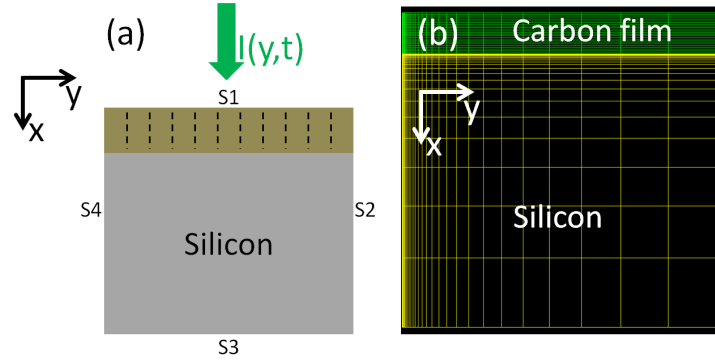 (a)
I(y,t)
y
x
S1
S4
S2
Silicon
S3
(b)
Carbon film
y
x
Silicon